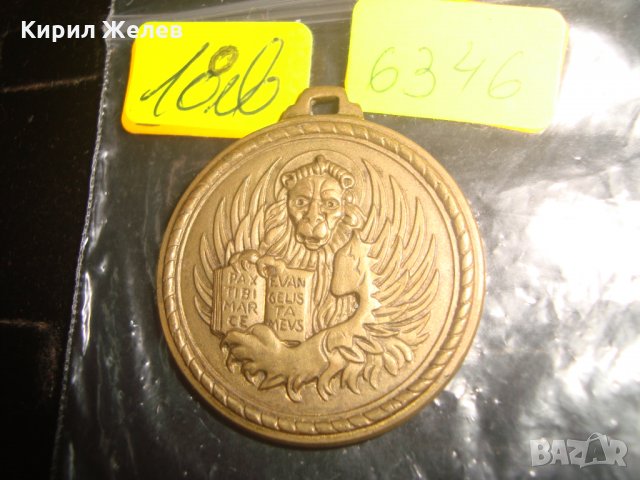 Кирил Желев
18лв
6346
PAX
TIBI
MAR
CE
EVAN
GELIS
TA
MEVS
BAZAR